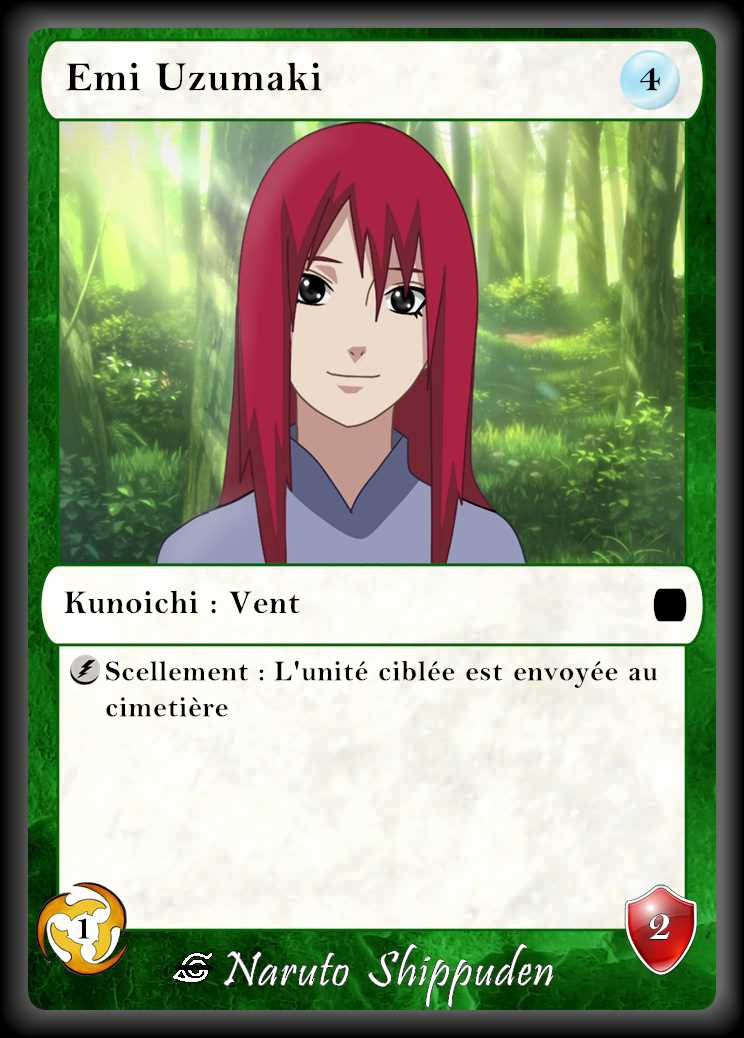 Emi Uzumaki
4
Kunoichi : Vent
Scellement : L'unité ciblée est envoyée au
cimetière
1
2
Naruto Shippuden